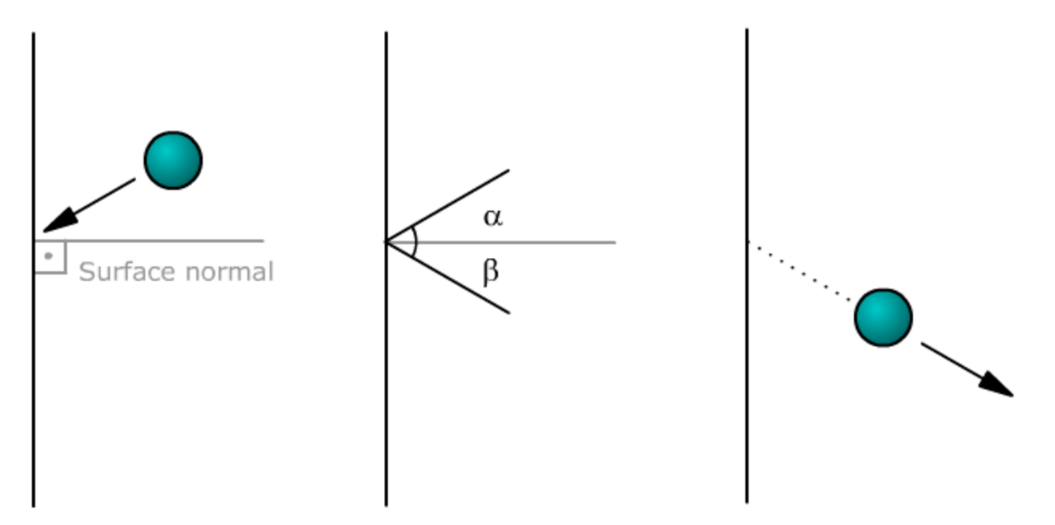 Surface normal
α
β